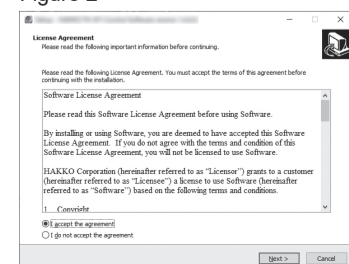 Figure 2
License Agreement
Please read the following important information before continuing.
Please read the following License Agreement. You must accept the terms of this agreement before
continuing with the installation.
Software License Agreement
Please read this Software License Agreement before using Software.
By installing or using Software, you are deemed to have accepted this Software
License Agreement. If you do not agree with the terms and condition of this
Software License Agreement, you will not be licensed to use Software.
HAKKO Corporation (hereinafter referred to as "Licensor") grants to a customer
(hereinafter referred to as "Licensee") a license to use Software (hereinafter
referred to as "Software") based on the following terms and conditions.
1 Copyright
I accept the agreement
I do not accept the agreement
Next >
Cancel